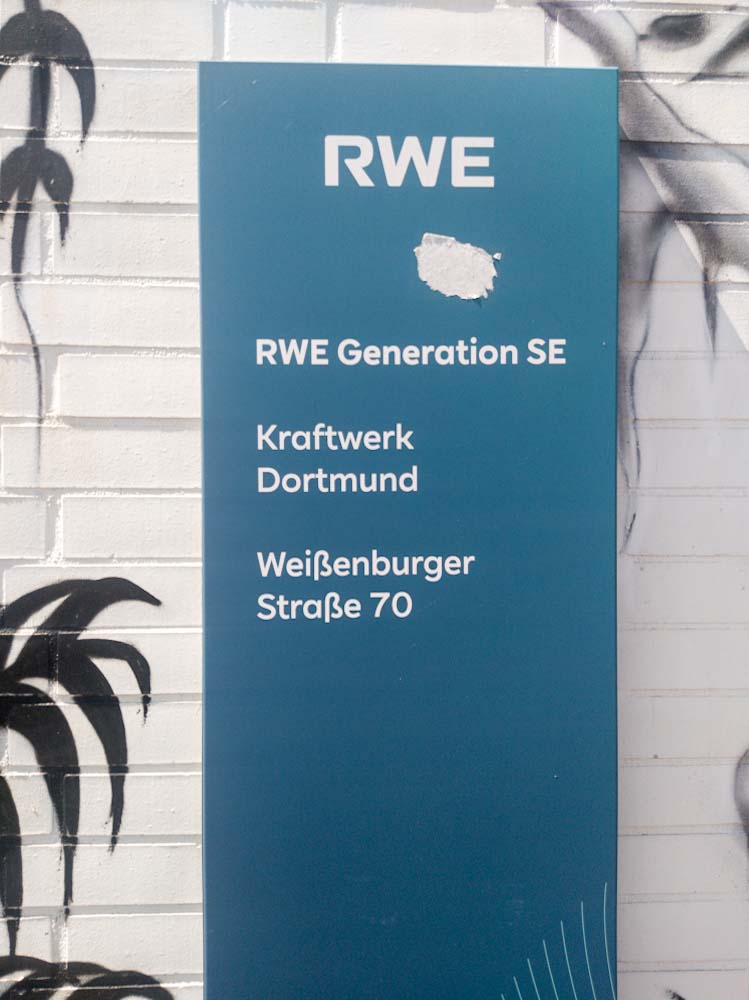 RWE
RWE Generation SE
Kraftwerk
Dortmund
Weißenburger
Straße 70